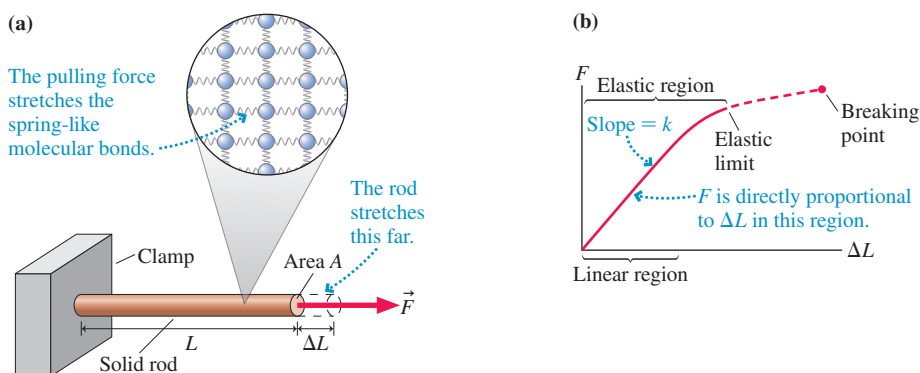 (a)
The pulling force
stretches the
spring-like
molecular bonds.
The rod
stretches
this far.
Clamp
Area A
F⃗
L
ΔL
Solid rod
(b)
F
Elastic region
Slope = k
Breaking
point
Elastic
limit
F is directly proportional
to ΔL in this region.
ΔL
Linear region